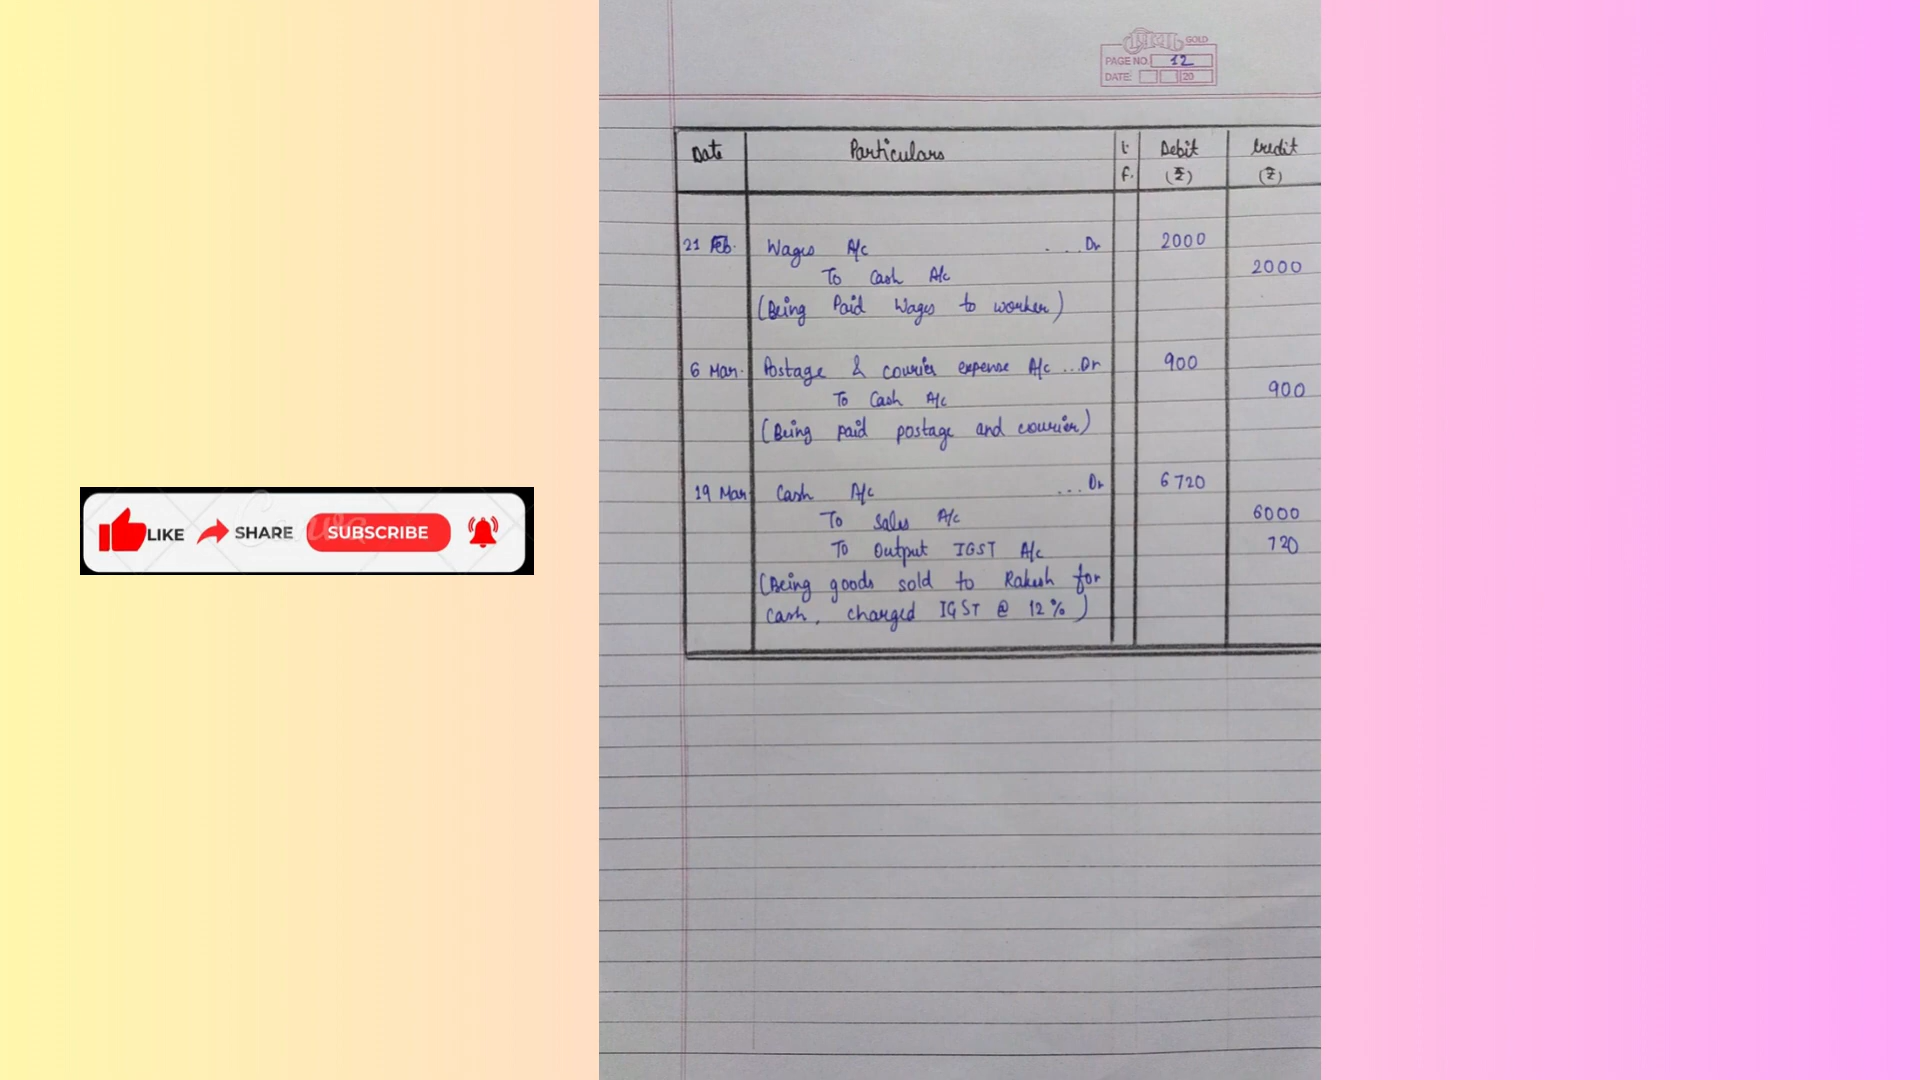 GOLD
PAGE NO. 12
DATE: 20
Date Particulars L. Debit Credit
F. (₹) (₹)
21 Feb. Wages A/c ....Dr 2000
To Cash A/c 2000
(Being Paid Wages to worker)
6 Mar. Postage & courier expense A/c ...Dr 900
To Cash A/c 900
(Being paid postage and courier)
19 Mar Cash A/c ...Dr 6720
To Sales A/c 6000
To Output IGST A/c 720
(Being goods sold to Rakesh for
cash, charged IGST @ 12%)
LIKE SHARE SUBSCRIBE